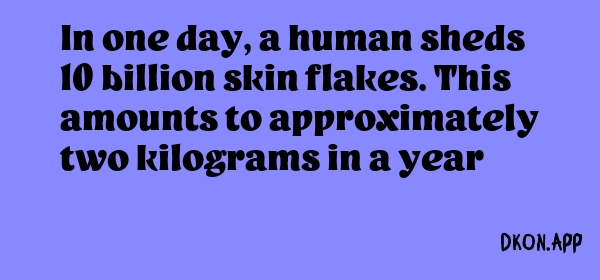 In one day, a human sheds
10 billion skin flakes. This
amounts to approximately
two kilograms in a year
DKON.APP